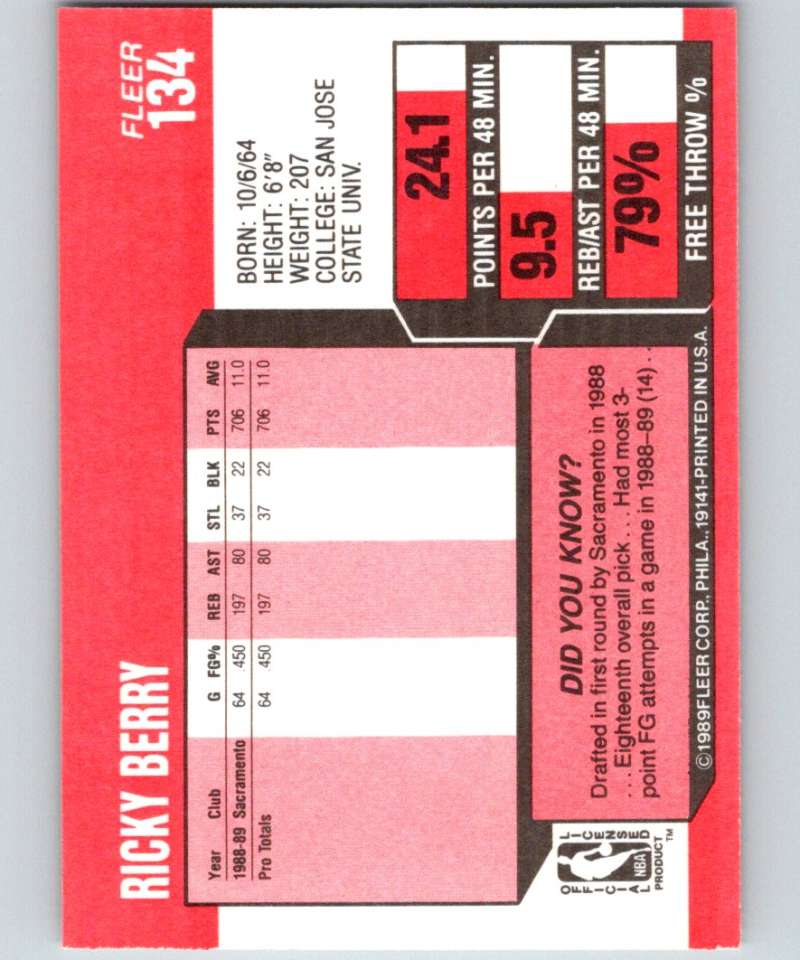 FLEER
134
RICKY BERRY
BORN: 10/6/64
HEIGHT: 6'8"
WEIGHT: 207
COLLEGE: SAN JOSE
STATE UNIV.
Year Club G FG% REB AST STL BLK PTS AVG
1988-89 Sacramento 64 .450 197 80 37 22 706 11.0
Pro Totals 64 .450 197 80 37 22 706 11.0
24.1
POINTS PER 48 MIN.
9.5
REB/AST PER 48 MIN.
79%
FREE THROW %
DID YOU KNOW?
Drafted in first round by Sacramento in 1988
. . . Eighteenth overall pick . . . Had most 3-
point FG attempts in a game in 1988–89 (14) . .
OFFICIAL LICENSED
NBA
PRODUCT™
©1989FLEER CORP., PHILA., 19141-PRINTED IN U.S.A.